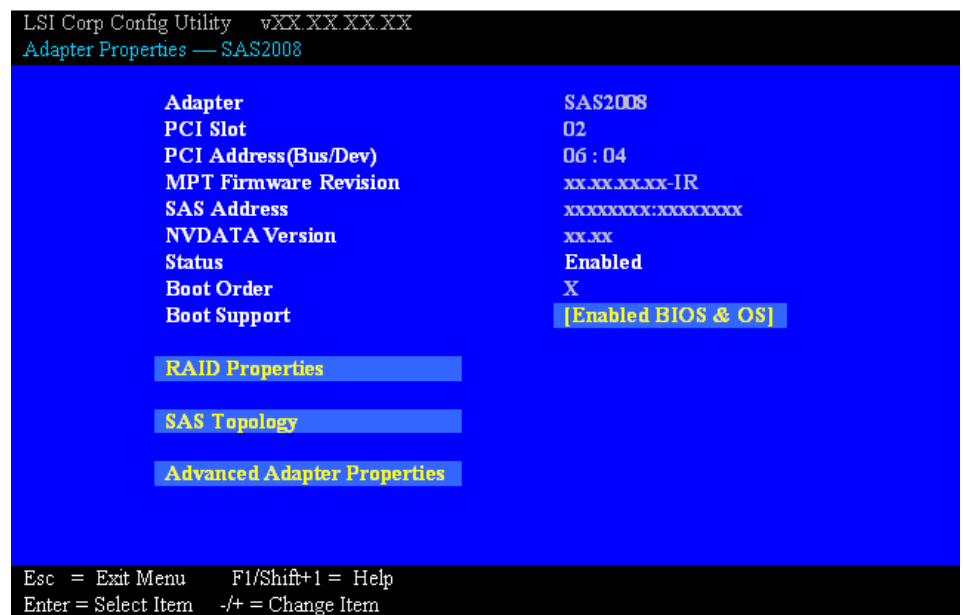 LSI Corp Config Utility vXX.XX.XX.XX
Adapter Properties — SAS2008
Adapter SAS2008
PCI Slot 02
PCI Address(Bus/Dev) 06 : 04
MPT Firmware Revision xx.xx.xx.xx-IR
SAS Address xxxxxxxx:xxxxxxxx
NVDATA Version xx.xx
Status Enabled
Boot Order X
Boot Support [Enabled BIOS & OS]
RAID Properties
SAS Topology
Advanced Adapter Properties
Esc = Exit Menu F1/Shift+1 = Help
Enter = Select Item -/+ = Change Item